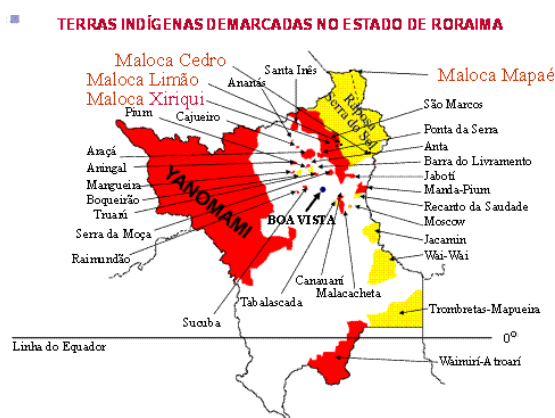 TERRAS INDÍGENAS DEMARCADAS NO ESTADO DE RORAIMA
Maloca Cedro
Santa Inês
Maloca Mapaé
Maloca Limão
Ananás
Maloca Xiriqui
Raposa
Serra do Sol
São Marcos
Pium
Cajueiro
Ponta da Serra
Araçá
Anta
Aningal
Barra do Livramento
Mangueira
Jabotí
Boqueirão
Manda-Pium
Truarú
YANOMAMI
Recanto da Saudade
BOA VISTA
Moscow
Serra da Moça
Jacamin
Raimundão
Wai-Wai
Canauaní
Malacacheta
Tabalascada
Sucuba
Trombretas-Mapueira
Linha do Equador
0º
Waimirí-Atroarí